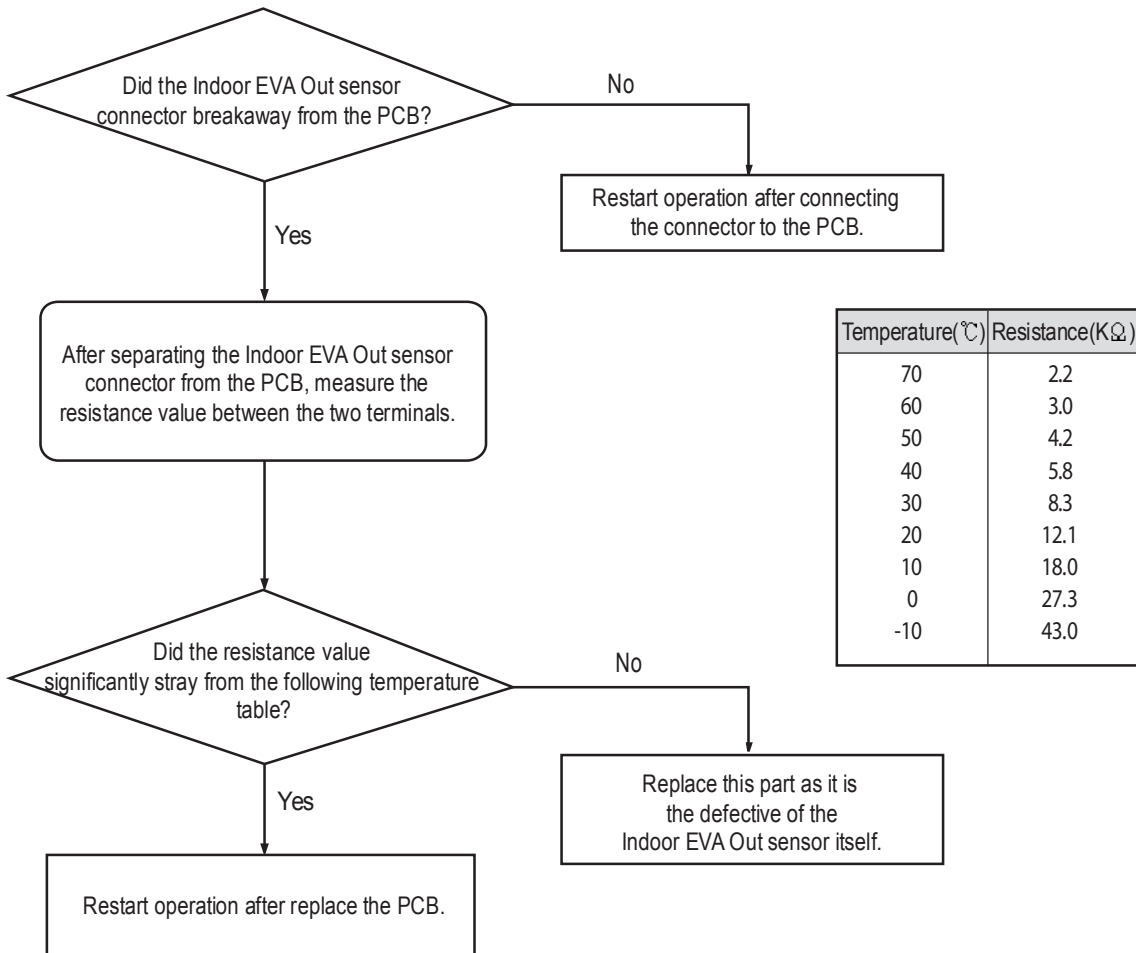 Did the Indoor EVA Out sensor
connector breakaway from the PCB?
No
Restart operation after connecting
the connector to the PCB.
Yes
After separating the Indoor EVA Out sensor
connector from the PCB, measure the
resistance value between the two terminals.
Temperature(℃) Resistance(KΩ)
70 2.2
60 3.0
50 4.2
40 5.8
30 8.3
20 12.1
10 18.0
0 27.3
-10 43.0
Did the resistance value
significantly stray from the following temperature
table?
No
Replace this part as it is
the defective of the
Indoor EVA Out sensor itself.
Yes
Restart operation after replace the PCB.